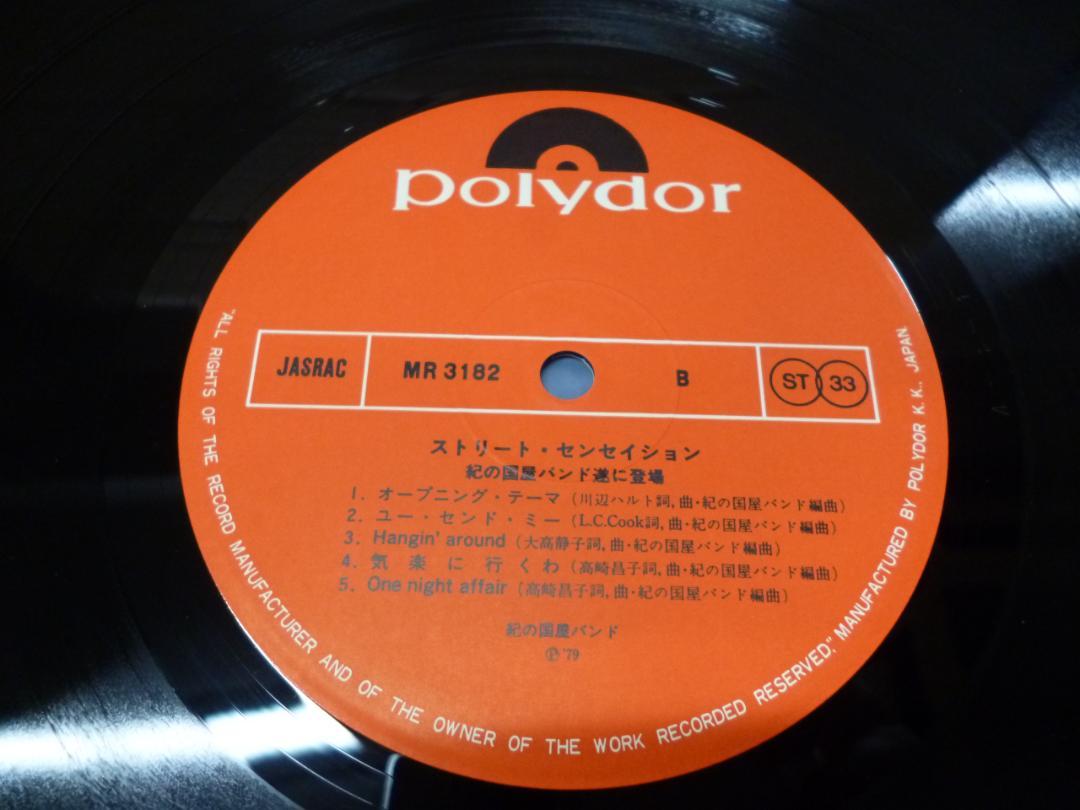 polydor
JASRAC MR 3182 B ST 33
ストリート・センセイション
紀の国屋バンド遂に登場
1. オープニング・テーマ (川辺ハルト詞, 曲・紀の国屋バンド編曲)
2. ユー・センド・ミー (L.C.Cook詞, 曲・紀の国屋バンド編曲)
3. Hangin' around (大高静子詞, 曲・紀の国屋バンド編曲)
4. 気楽に行くわ (高崎昌子詞, 曲・紀の国屋バンド編曲)
5. One night affair (高崎昌子詞, 曲・紀の国屋バンド編曲)
紀の国屋バンド
Ⓟ'79
"ALL RIGHTS OF THE RECORD MANUFACTURER AND OF THE OWNER OF THE WORK RECORDED RESERVED," MANUFACTURED BY POLYDOR K.K., JAPAN